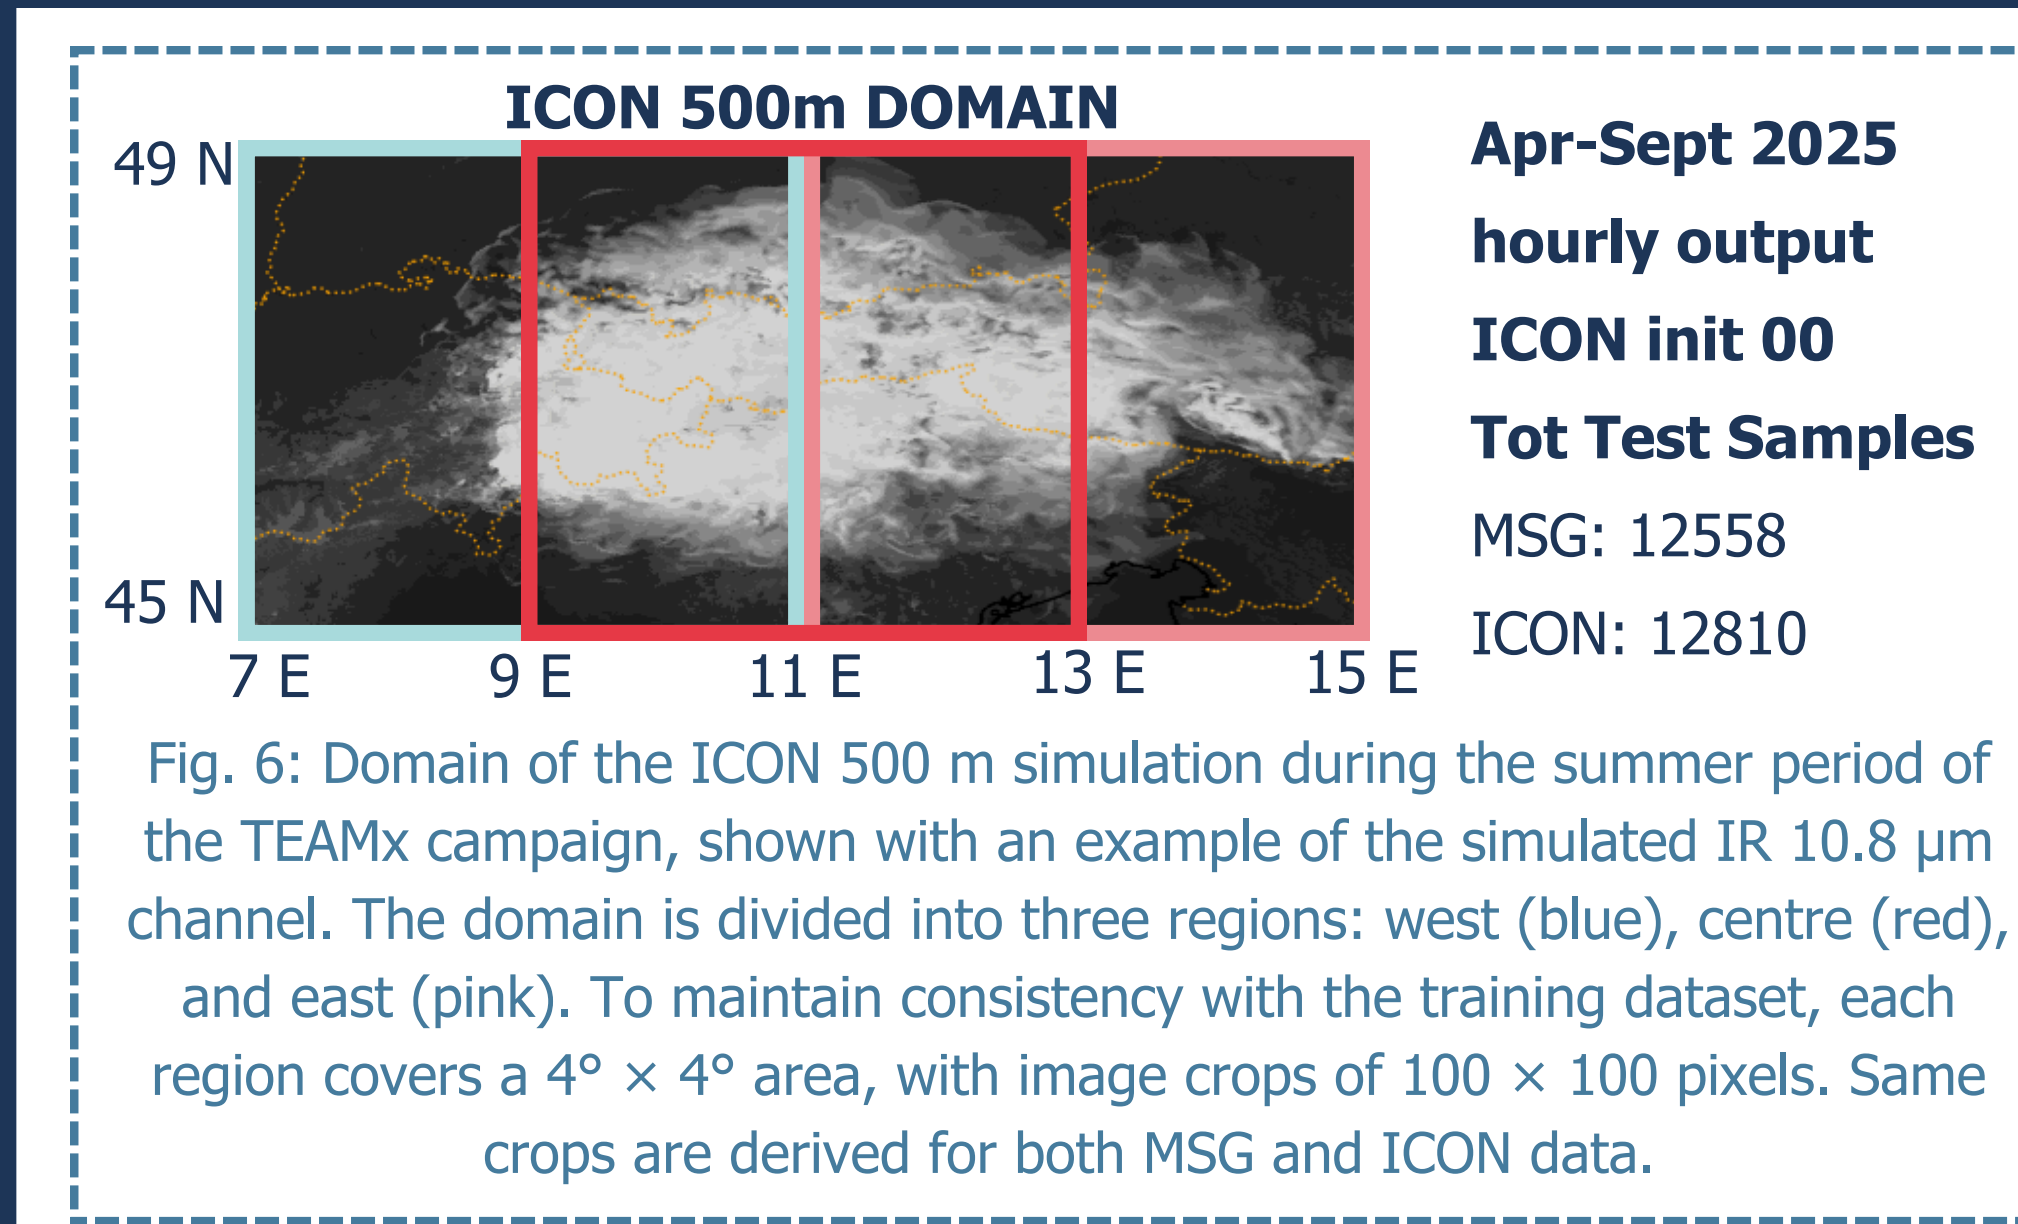 ICON 500m DOMAIN
49 N
45 N
7 E
9 E
11 E
13 E
15 E
Apr-Sept 2025
hourly output
ICON init 00
Tot Test Samples
MSG: 12558
ICON: 12810
Fig. 6: Domain of the ICON 500 m simulation during the summer period of
the TEAMx campaign, shown with an example of the simulated IR 10.8 µm
channel. The domain is divided into three regions: west (blue), centre (red),
and east (pink). To maintain consistency with the training dataset, each
region covers a 4° × 4° area, with image crops of 100 × 100 pixels. Same
crops are derived for both MSG and ICON data.